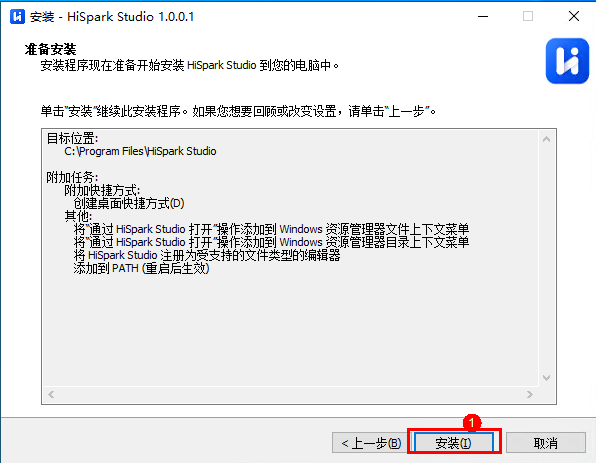 安装 - HiSpark Studio 1.0.0.1
准备安装
安装程序现在准备开始安装 HiSpark Studio 到您的电脑中。
单击“安装”继续此安装程序。如果您想要回顾或改变设置，请单击“上一步”。
目标位置:
C:\Program Files\HiSpark Studio
附加任务:
附加快捷方式:
创建桌面快捷方式(D)
其他:
将“通过 HiSpark Studio 打开”操作添加到 Windows 资源管理器文件上下文菜单
将“通过 HiSpark Studio 打开”操作添加到 Windows 资源管理器目录上下文菜单
将 HiSpark Studio 注册为受支持的文件类型的编辑器
添加到 PATH (重启后生效)
1
< 上一步(B) 安装(I) 取消